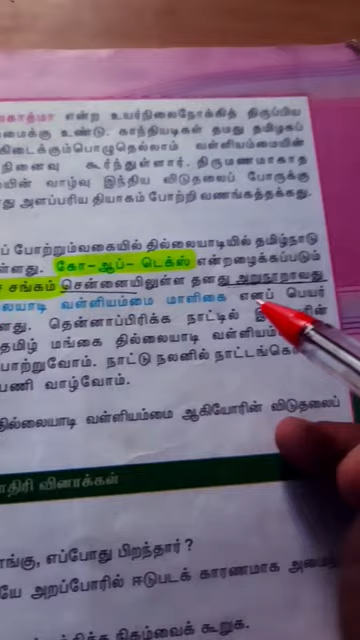 காத்மா என்ற உயர்நிலைநோக்கித் திருப்பிய
மைக்கு உண்டு. காந்தியடிகள் தமது தமிழகப்
கிடைக்கும்பொழுதெல்லாம் வள்ளியம்மையின்
நினைவு கூர்ந்துள்ளார். திருமணமாகாத
யின் வாழ்வு இந்திய விடுதலைப் போருக்கு
து அளப்பரிய தியாகம் போற்றி வணங்கத்தக்கது.
ப் போற்றும்வகையில் தில்லையாடியில் தமிழ்நாடு
ள்ளது. கோ-ஆப்- டெக்ஸ் என்றழைக்கப்படும்
சங்கம் சென்னையிலுள்ள தனது அறுநூறாவது
லையாடி வள்ளியம்மை மாளிகை எனப் பெயர்
னது. தென்னாப்பிரிக்க நாட்டில்
தமிழ் மங்கை தில்லையாடி வள்ளியம்
பாற்றுவோம். நாட்டு நலனில் நாட்டங்கொ
பணி வாழ்வோம்.
தில்லையாடி வள்ளியம்மை ஆகியோரின் விடுதலைப்
மாதிரி வினாக்கள்
ங்கு, எப்போது பிறந்தார்?
யே அறப்போரில் ஈடுபடக் காரணமாக அமைந்
நிகழ்வைக் கூறுக.